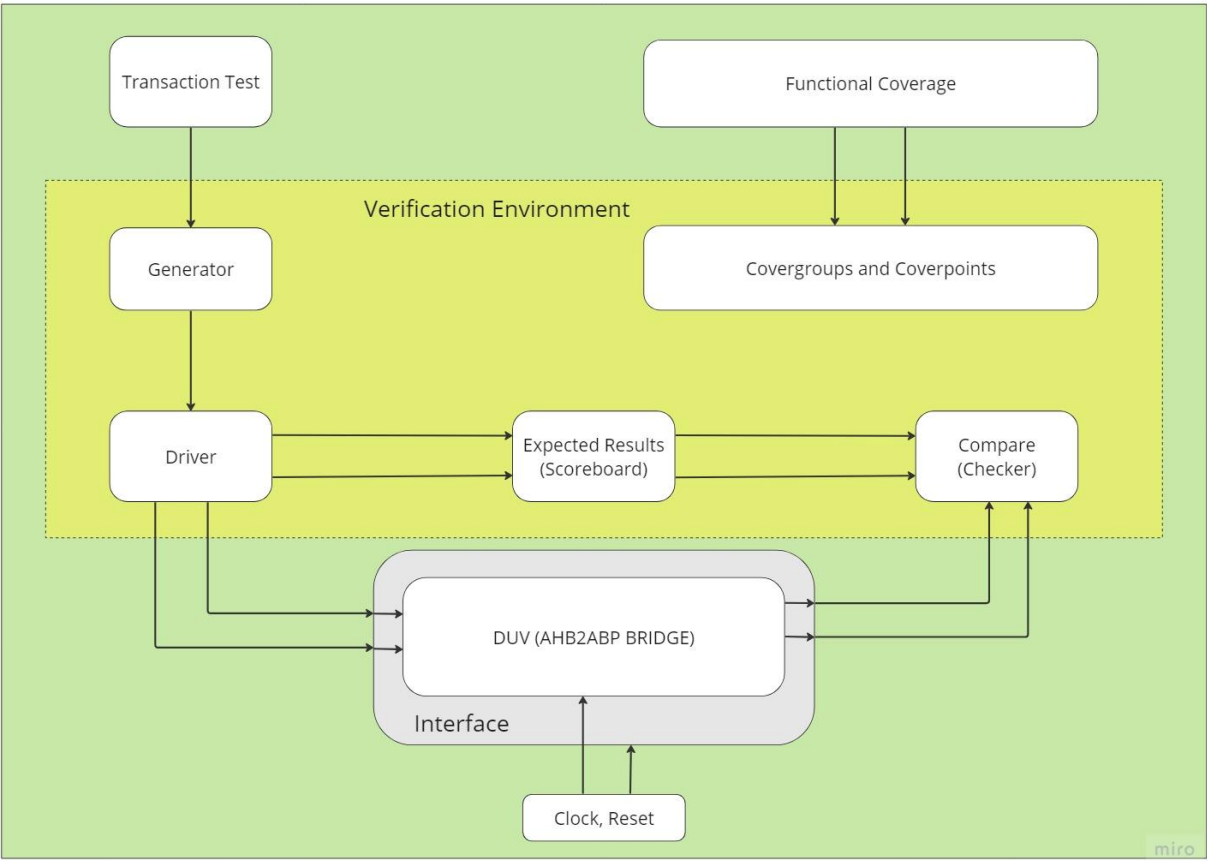 Transaction Test
Functional Coverage
Verification Environment
Generator
Covergroups and Coverpoints
Driver
Expected Results
(Scoreboard)
Compare
(Checker)
DUV (AHB2ABP BRIDGE)
Interface
Clock, Reset
miro